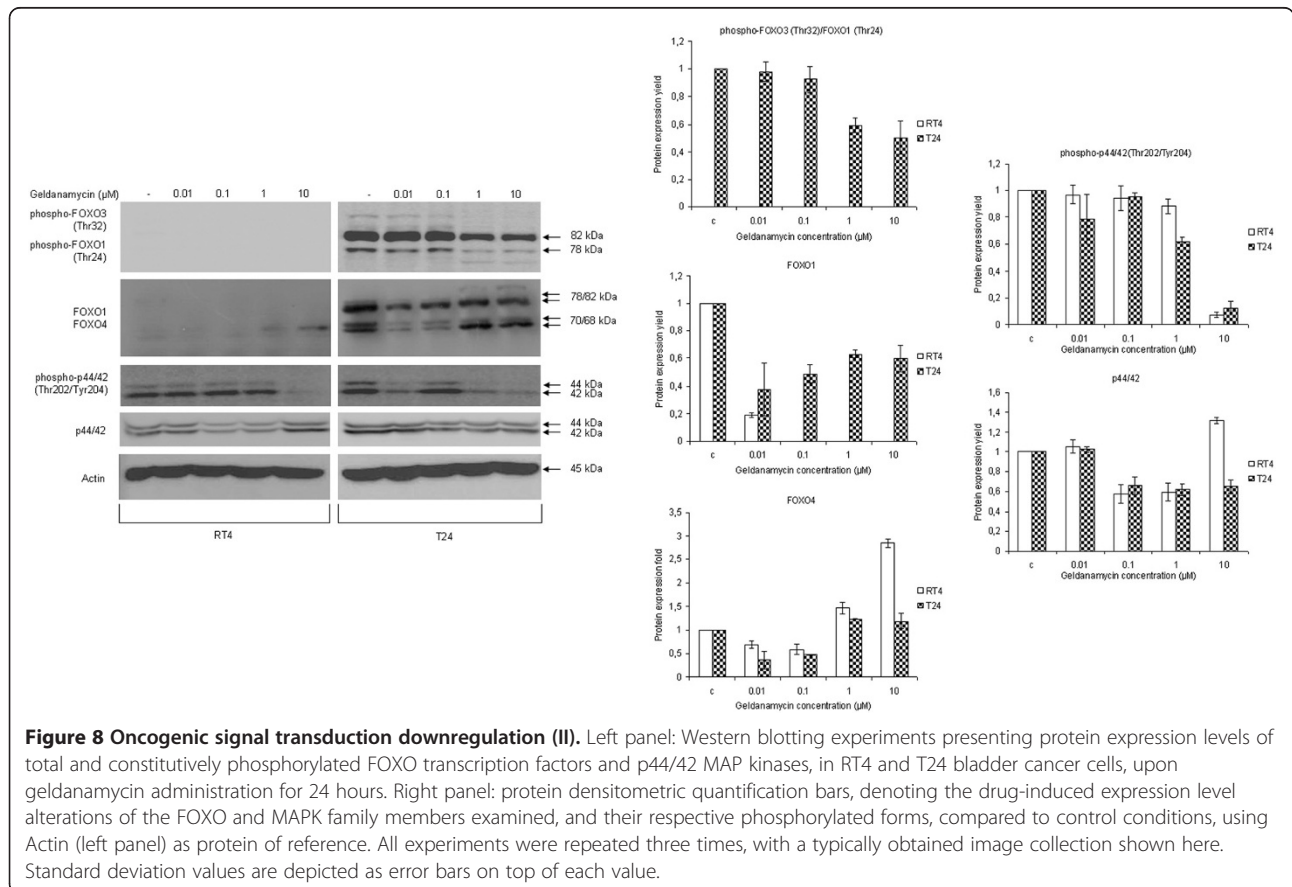 Geldanamycin (µM) - 0.01 0.1 1 10 - 0.01 0.1 1 10
phospho-FOXO3
(Thr32)
phospho-FOXO1
(Thr24)
82 kDa
78 kDa
FOXO1
FOXO4
78/82 kDa
70/68 kDa
phospho-p44/42
(Thr202/Tyr204)
44 kDa
42 kDa
p44/42
44 kDa
42 kDa
Actin
45 kDa
RT4
T24
phospho-FOXO3 (Thr32)/FOXO1 (Thr24)
Protein expression yield
1,2
1
0,8
0,6
0,4
0,2
0
c 0.01 0.1 1 10
Geldanamycin concentration (µM)
RT4
T24
FOXO1
Protein expression yield
1,2
1
0,8
0,6
0,4
0,2
0
c 0.01 0.1 1 10
Geldanamycin concentration (µM)
RT4
T24
FOXO4
Protein expression fold
3,5
3
2,5
2
1,5
1
0,5
0
c 0.01 0.1 1 10
Geldanamycin concentration (µM)
RT4
T24
phospho-p44/42(Thr202/Tyr204)
Protein expression yield
1,2
1
0,8
0,6
0,4
0,2
0
c 0.01 0.1 1 10
Geldanamycin concentration (µM)
RT4
T24
p44/42
Protein expression yield
1,4
1,2
1
0,8
0,6
0,4
0,2
0
c 0.01 0.1 1 10
Geldanamycin concentration (µM)
RT4
T24
Figure 8 Oncogenic signal transduction downregulation (II). Left panel: Western blotting experiments presenting protein expression levels of
total and constitutively phosphorylated FOXO transcription factors and p44/42 MAP kinases, in RT4 and T24 bladder cancer cells, upon
geldanamycin administration for 24 hours. Right panel: protein densitometric quantification bars, denoting the drug-induced expression level
alterations of the FOXO and MAPK family members examined, and their respective phosphorylated forms, compared to control conditions, using
Actin (left panel) as protein of reference. All experiments were repeated three times, with a typically obtained image collection shown here.
Standard deviation values are depicted as error bars on top of each value.